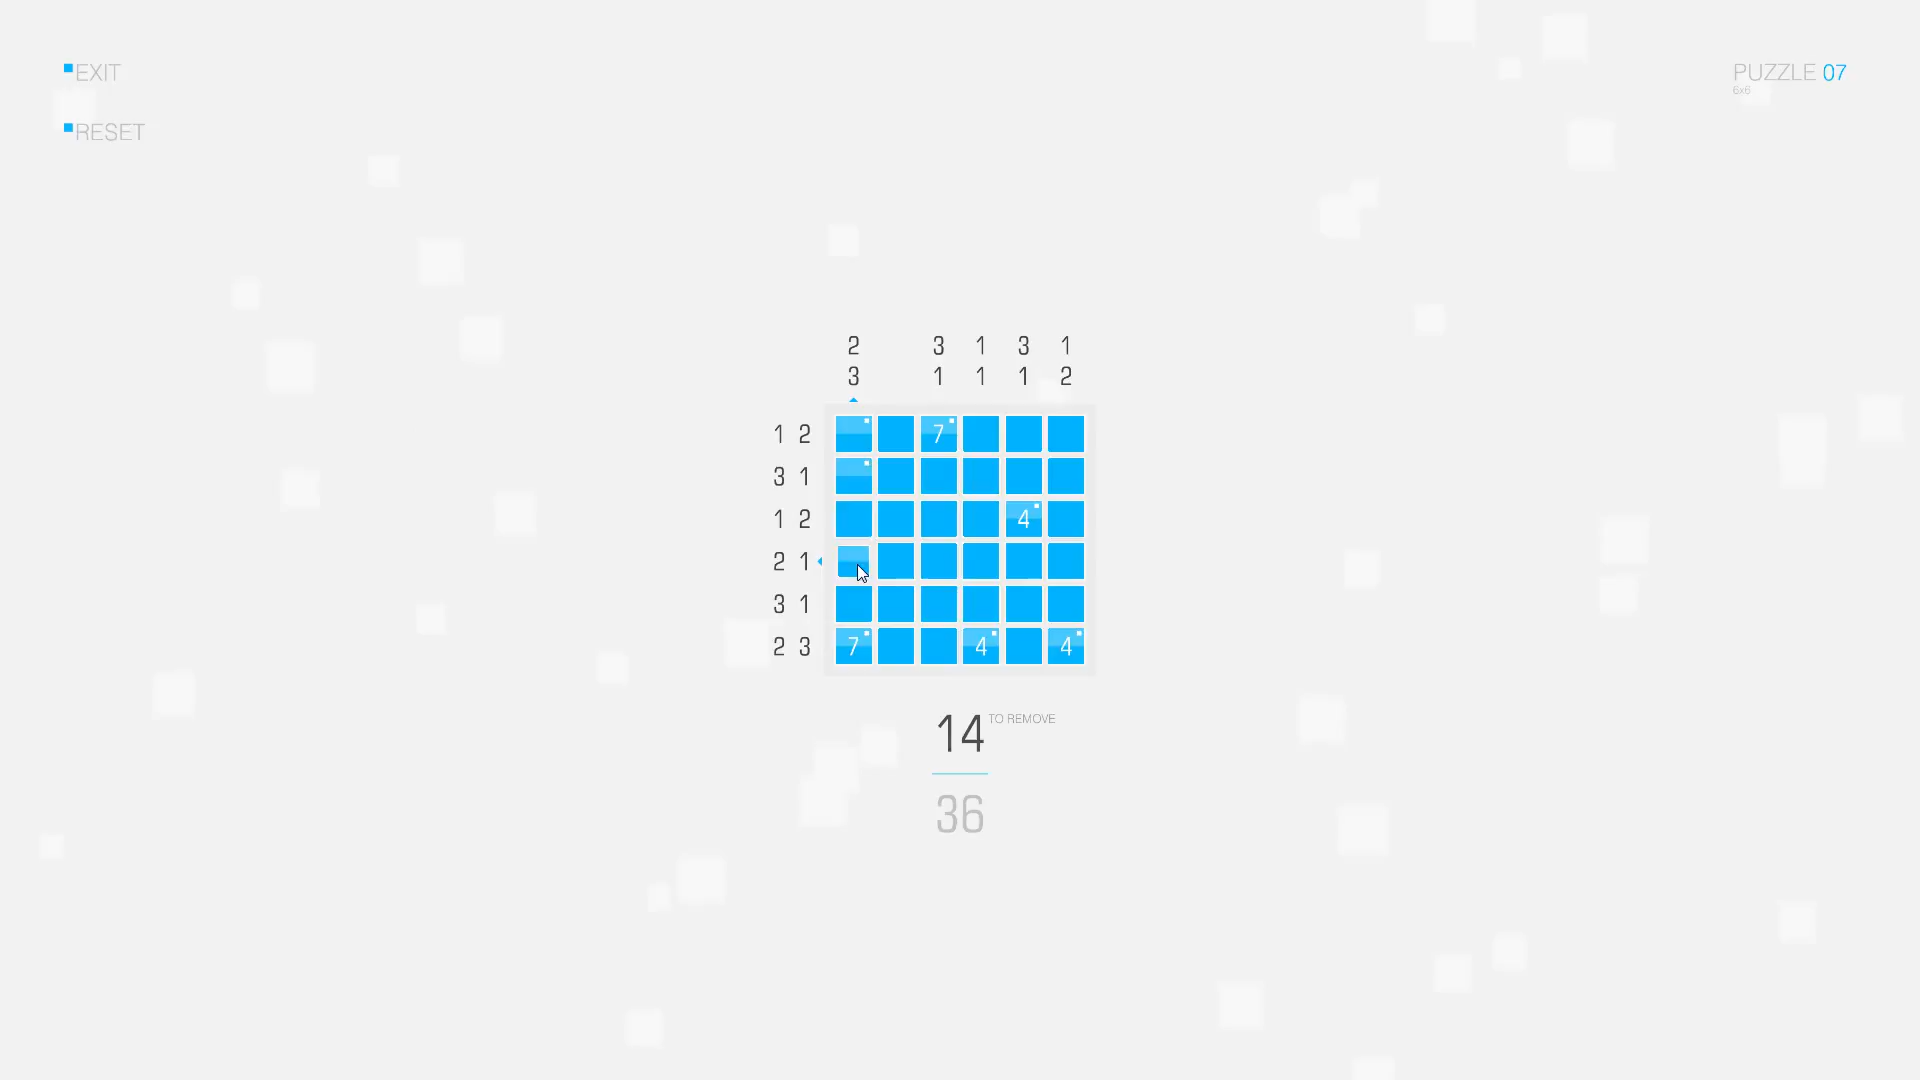 EXIT
PUZZLE 07
6x6
RESET
2 3 1 3 1
3 1 1 1 2
1 2 7
3 1
1 2 4
2 1
3 1
2 3 7 4 4
14 TO REMOVE
36